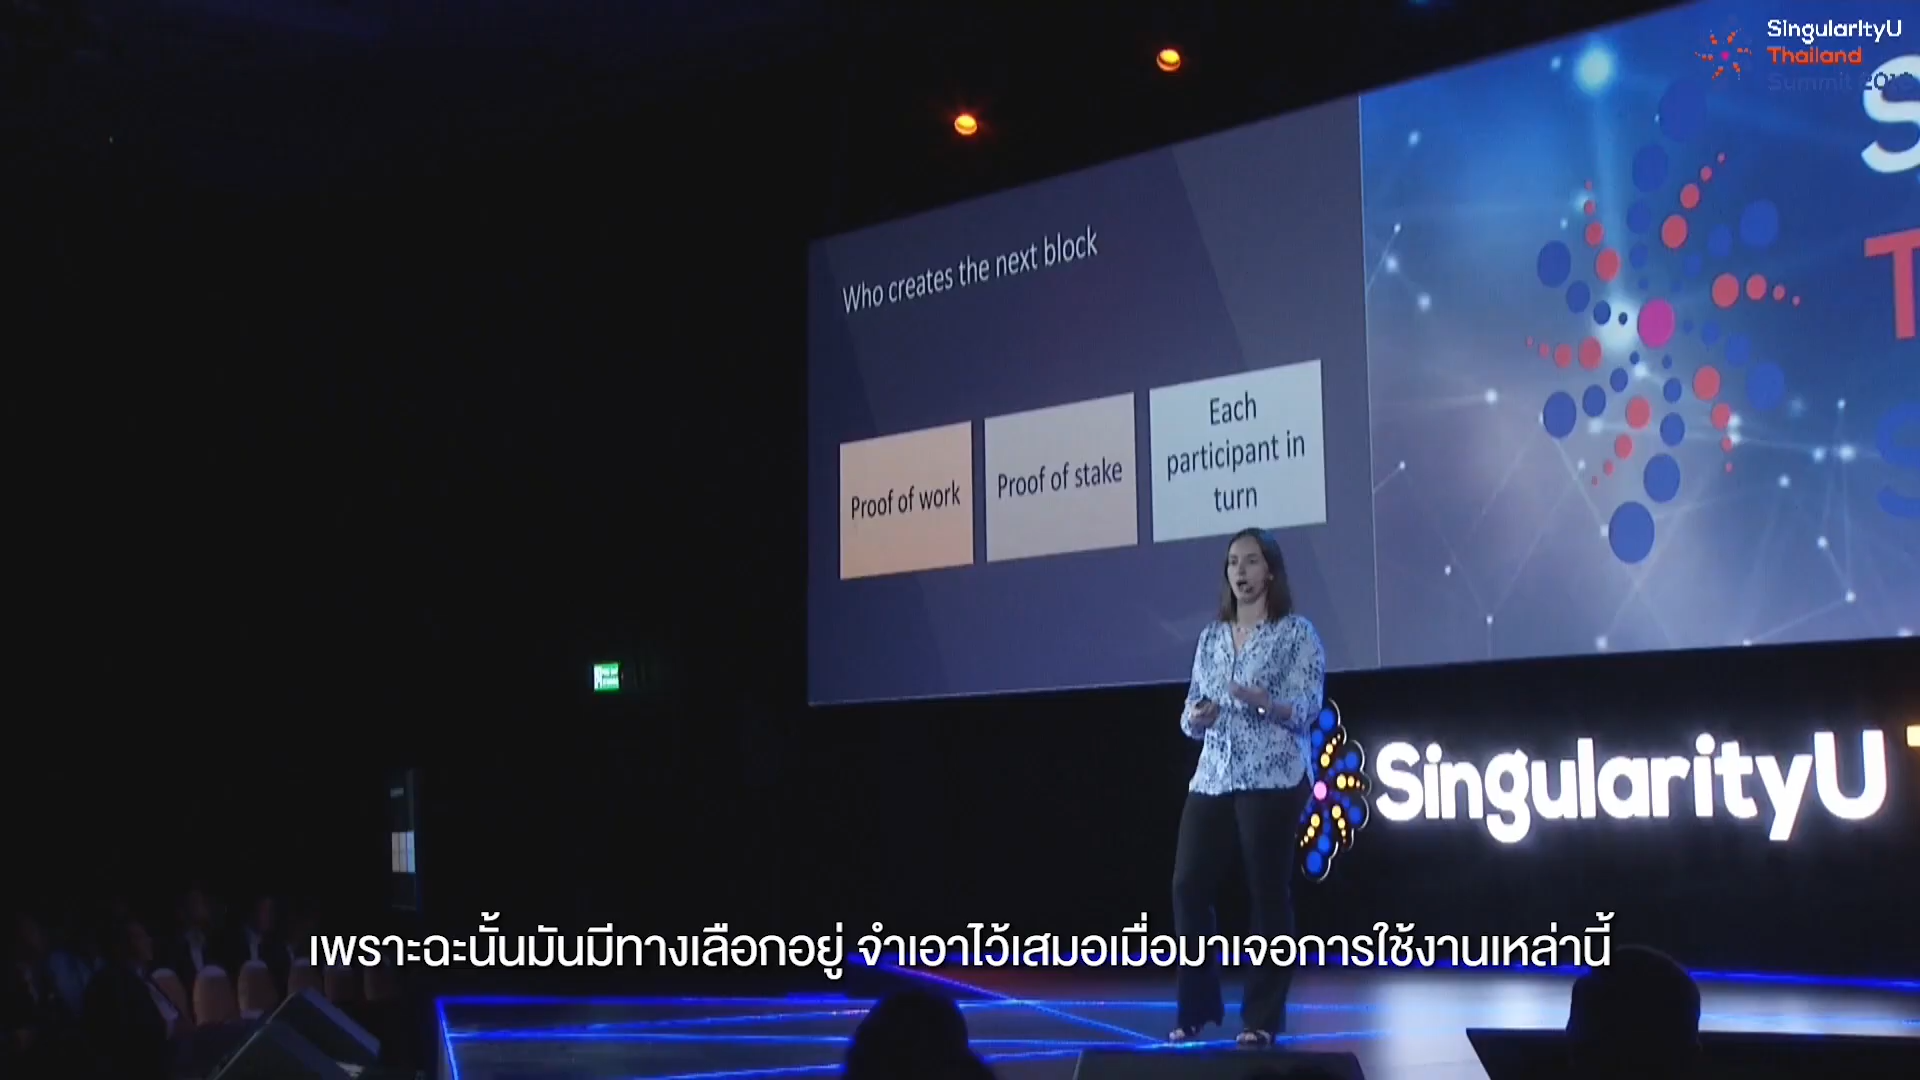 SingularityU
Thailand
Who creates the next block
Proof of work
Proof of stake
Each
participant in
turn
SingularityU
เพราะฉะนั้นมันมีทางเลือกอยู่ จำเอาไว้เสมอเมื่อมาเจอการใช้งานเหล่านี้